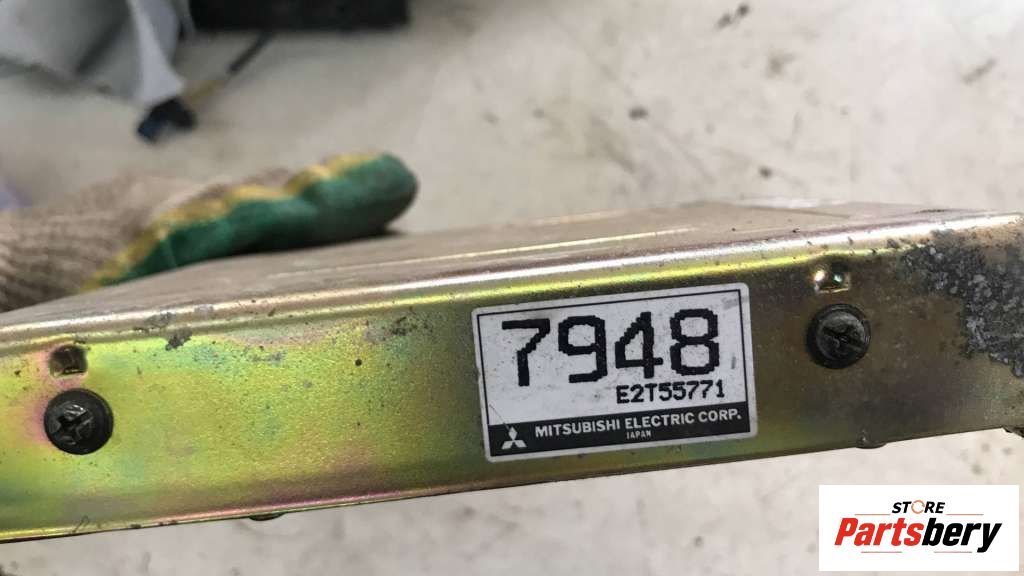 7948
E2T55771
MITSUBISHI ELECTRIC CORP.
JAPAN
STORE
Partsbery